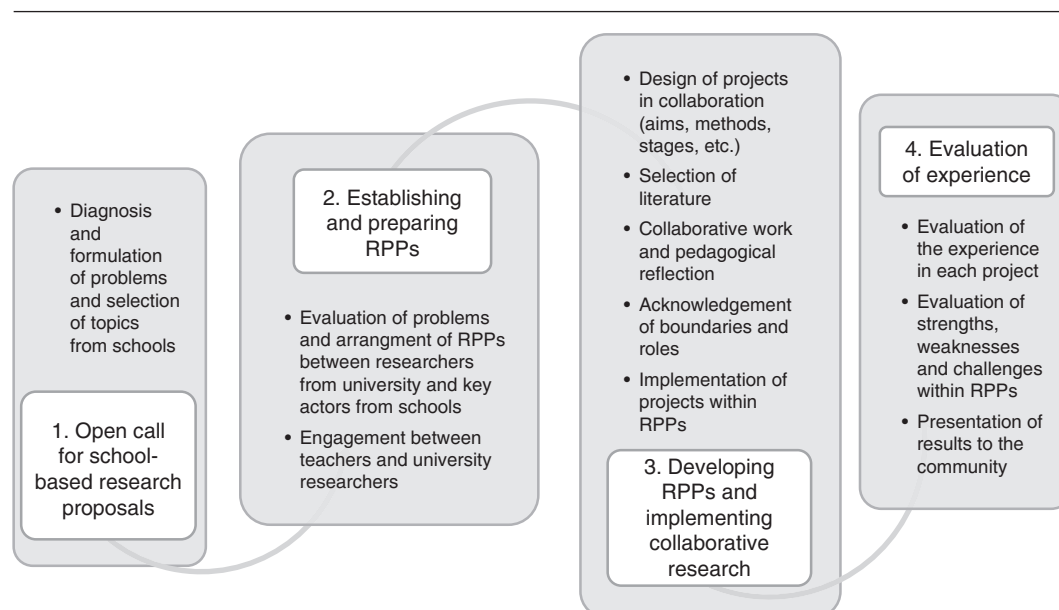 • Diagnosis
and
formulation
of problems
and selection
of topics
from schools
1. Open call
for school-
based research
proposals
2. Establishing
and preparing
RPPs
• Evaluation of problems
and arrangment of RPPs
between researchers
from university and key
actors from schools
• Engagement between
teachers and university
researchers
• Design of projects
in collaboration
(aims, methods,
stages, etc.)
• Selection of
literature
• Collaborative work
and pedagogical
reflection
• Acknowledgement
of boundaries and
roles
• Implementation of
projects within
RPPs
3. Developing
RPPs and
implementing
collaborative
research
4. Evaluation
of experience
• Evaluation of
the experience
in each project
• Evaluation of
strengths,
weaknesses
and challenges
within RPPs
• Presentation of
results to the
community